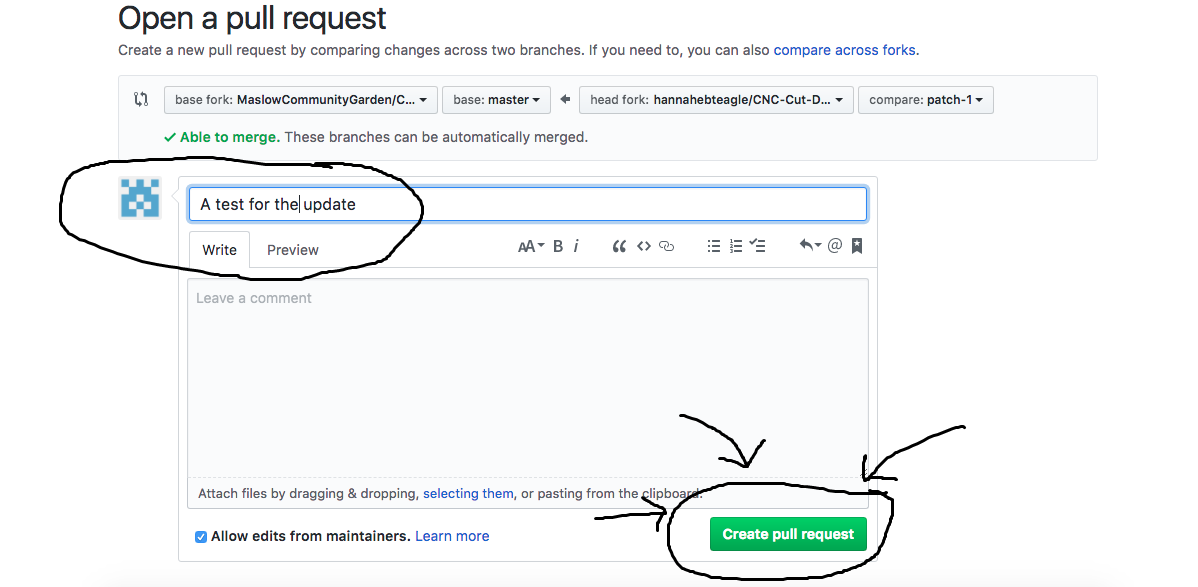 Open a pull request
Create a new pull request by comparing changes across two branches. If you need to, you can also compare across forks.
base fork: MaslowCommunityGarden/C... base: master head fork: hannahebteagle/CNC-Cut-D... compare: patch-1
Able to merge. These branches can be automatically merged.
A test for the update
Write Preview AA B i @
Leave a comment
Attach files by dragging & dropping, selecting them, or pasting from the clipboard.
Allow edits from maintainers. Learn more
Create pull request